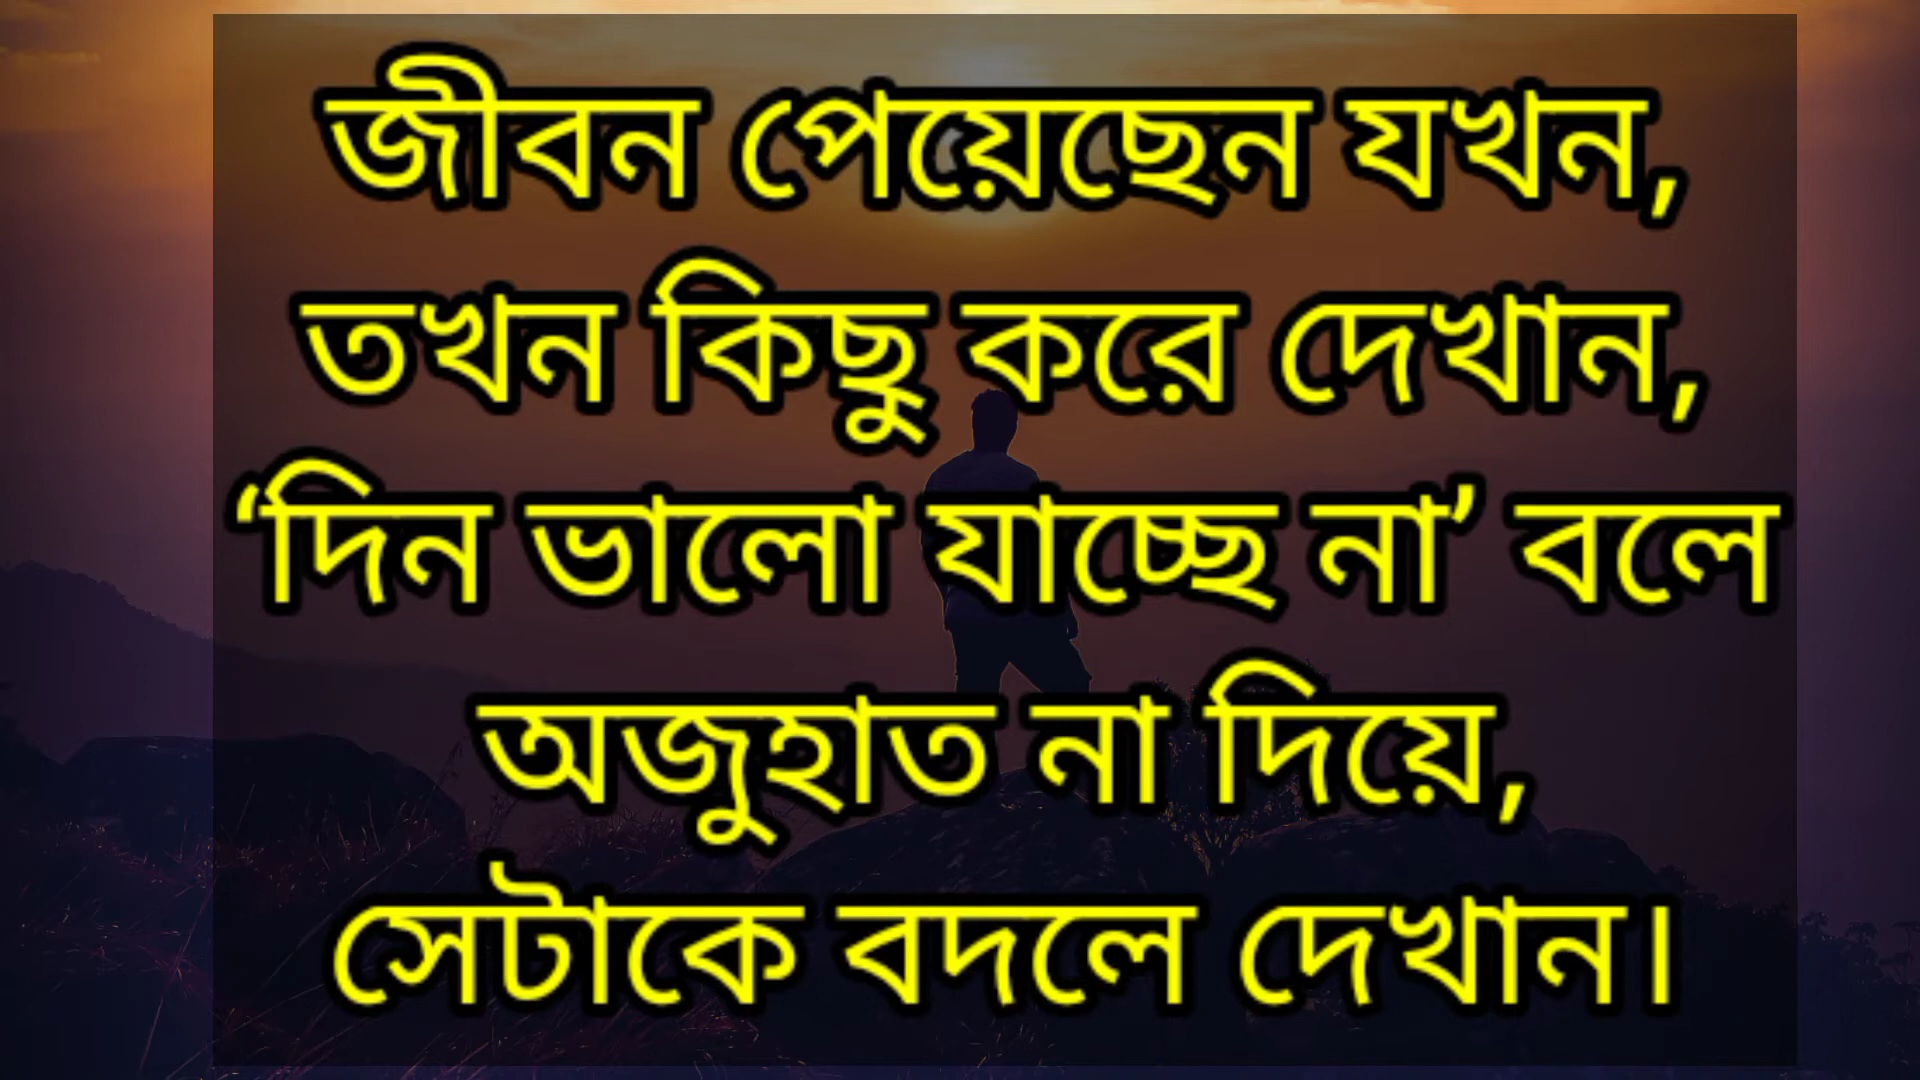 জীবন পেয়েছেন যখন,
তখন কিছু করে দেখান,
‘দিন ভালো যাচ্ছে না’ বলে
অজুহাত না দিয়ে,
সেটাকে বদলে দেখান।